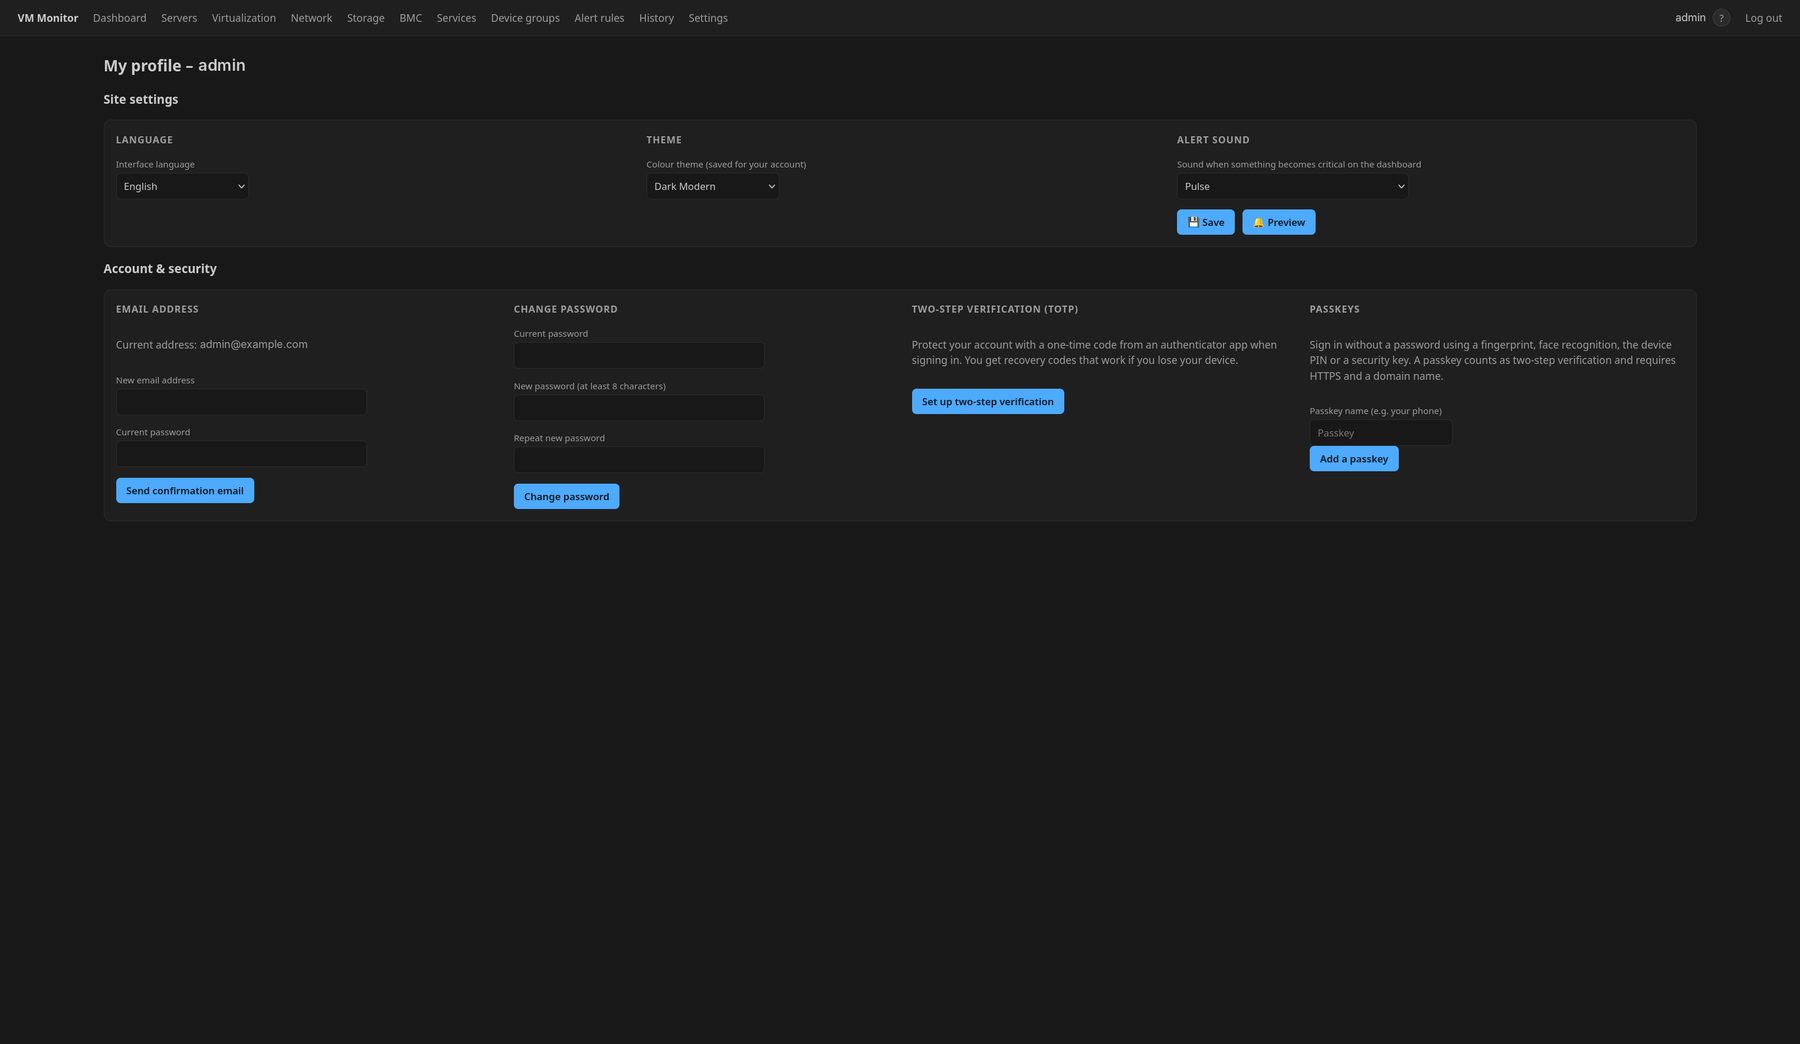 VM Monitor Dashboard Servers Virtualization Network Storage BMC Services Device groups Alert rules History Settings admin ? Log out
My profile – admin
Site settings
LANGUAGE
Interface language
English
THEME
Colour theme (saved for your account)
Dark Modern
ALERT SOUND
Sound when something becomes critical on the dashboard
Pulse
💾 Save 🔔 Preview
Account & security
EMAIL ADDRESS
Current address: admin@example.com
New email address
Current password
Send confirmation email
CHANGE PASSWORD
Current password
New password (at least 8 characters)
Repeat new password
Change password
TWO-STEP VERIFICATION (TOTP)
Protect your account with a one-time code from an authenticator app when
signing in. You get recovery codes that work if you lose your device.
Set up two-step verification
PASSKEYS
Sign in without a password using a fingerprint, face recognition, the device
PIN or a security key. A passkey counts as two-step verification and requires
HTTPS and a domain name.
Passkey name (e.g. your phone)
Passkey
Add a passkey